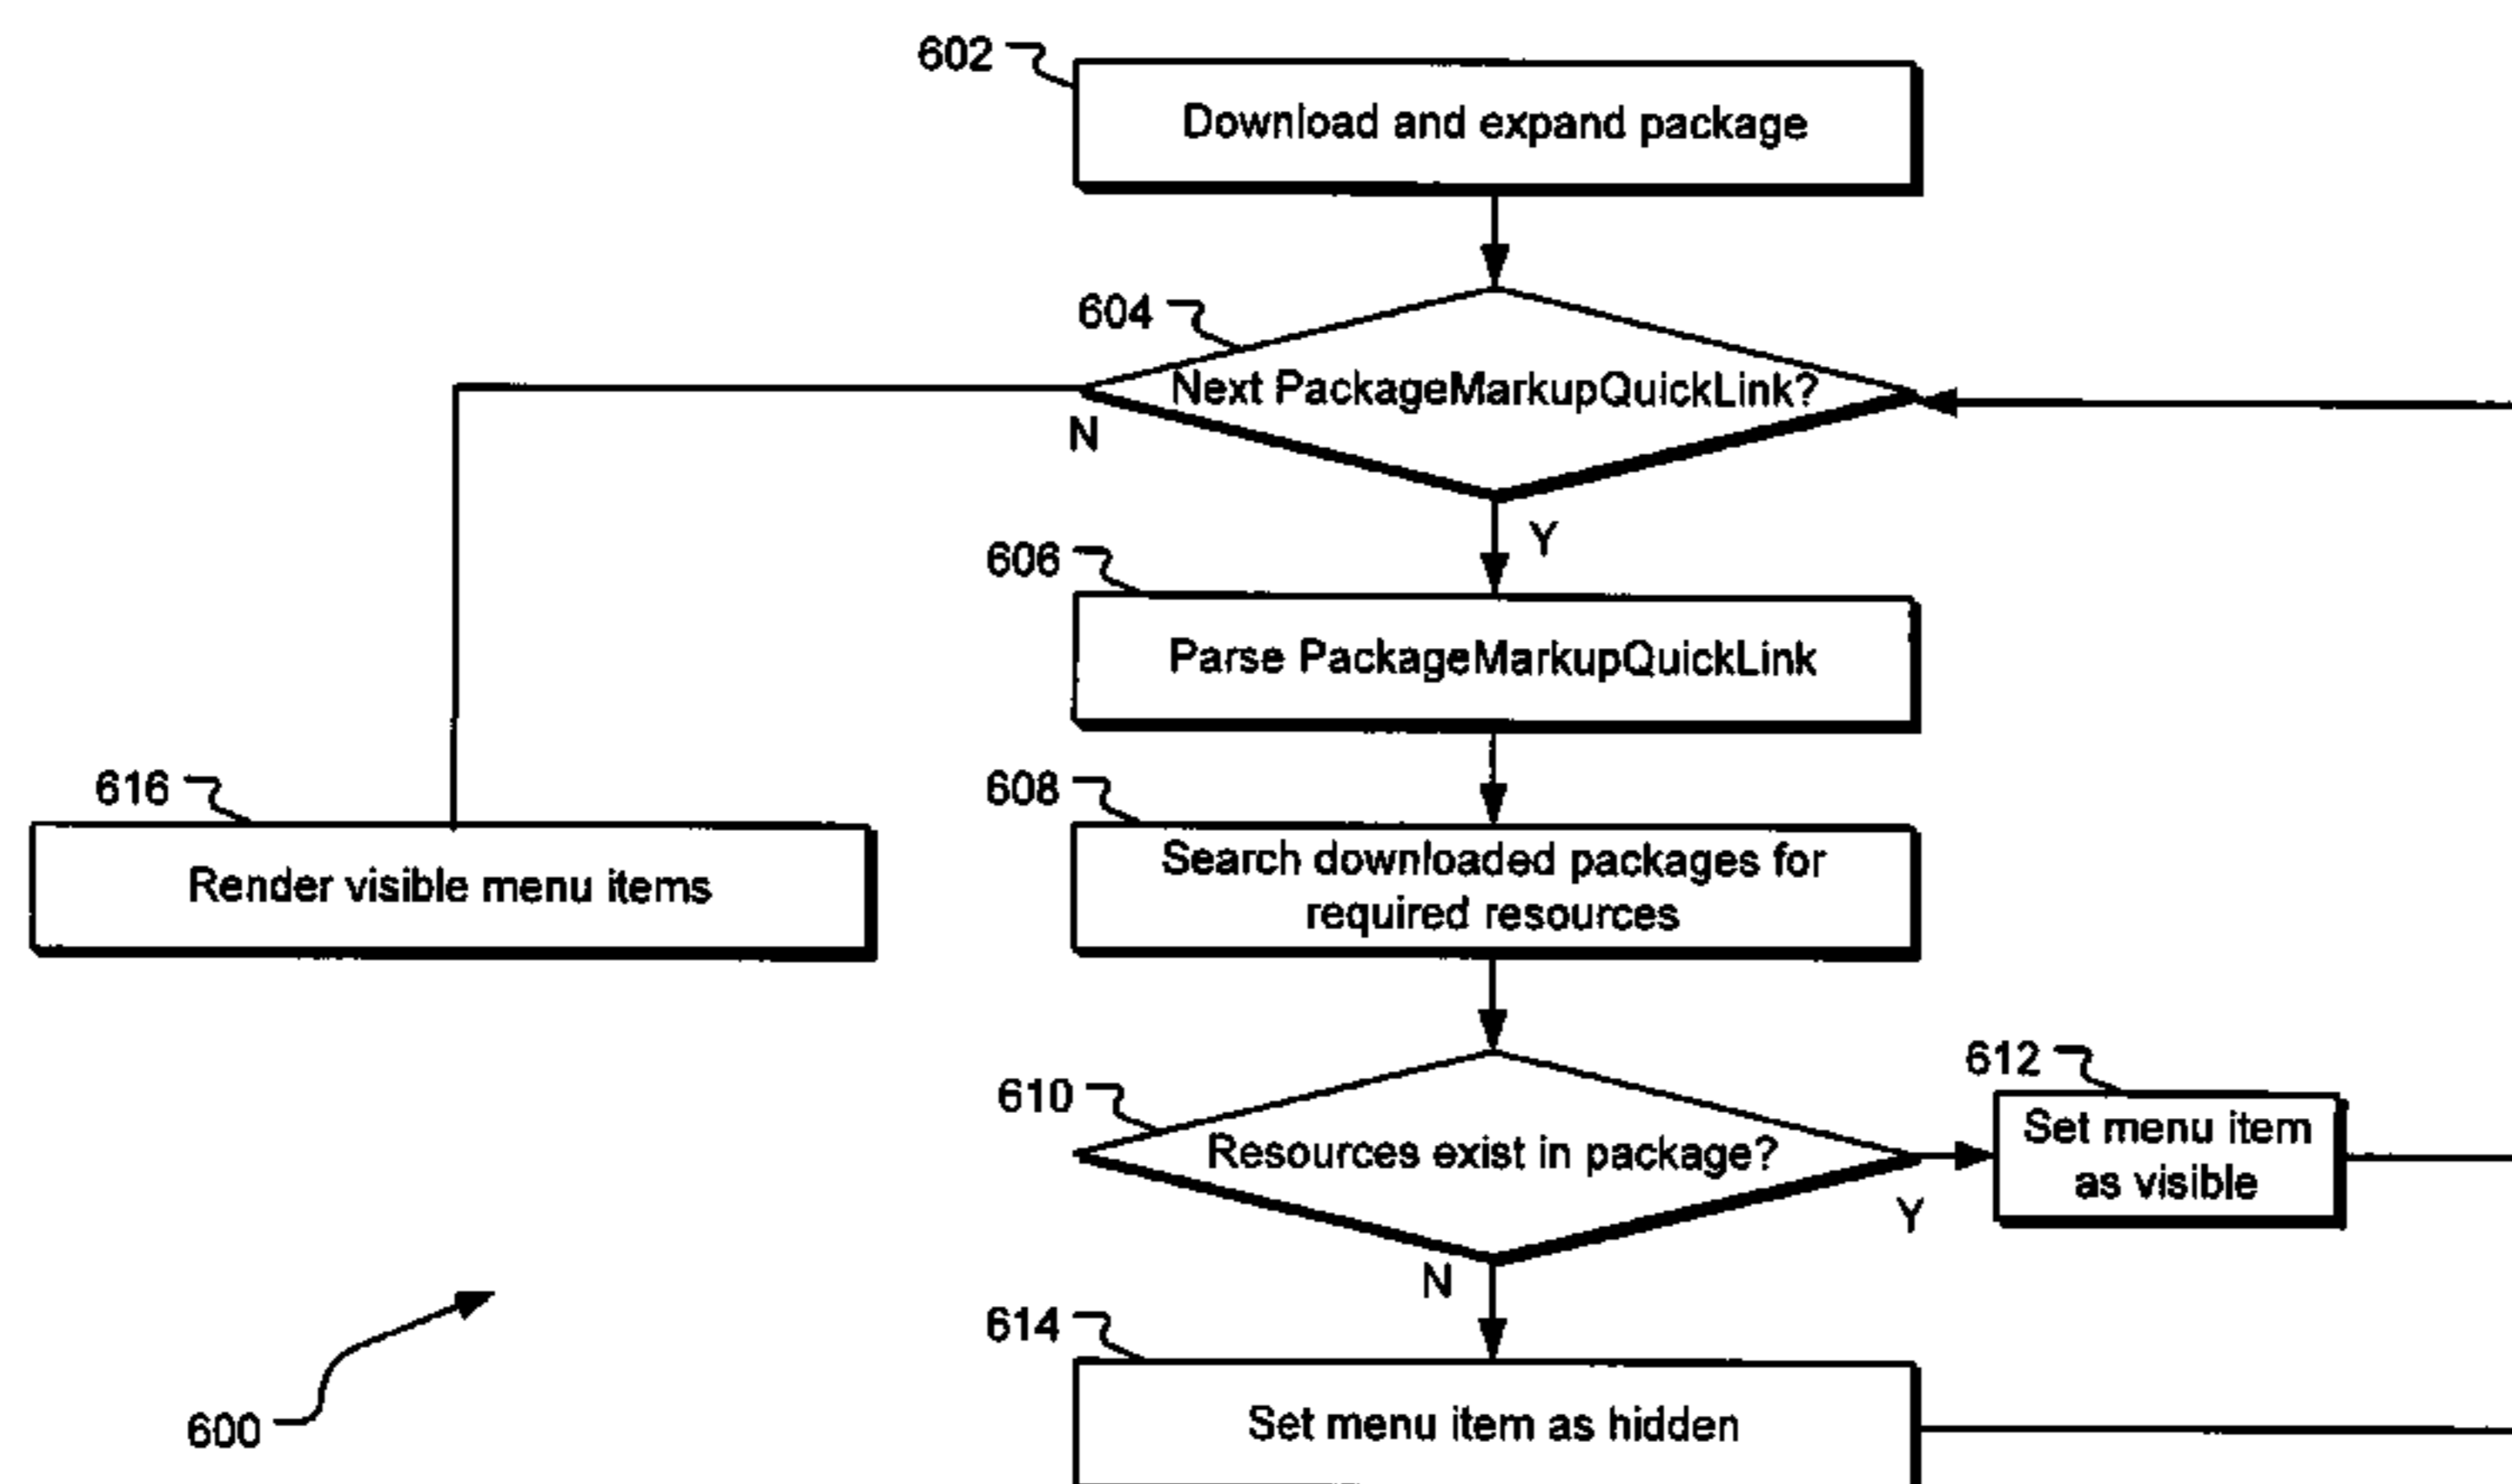 602
Download and expand package
604
Next PackageMarkupQuickLink?
N
Y
606
Parse PackageMarkupQuickLink
616
608
Render visible menu items
Search downloaded packages for
required resources
610
612
Resources exist in package?
Set menu item
as visible
Y
N
614
Set menu item as hidden
600